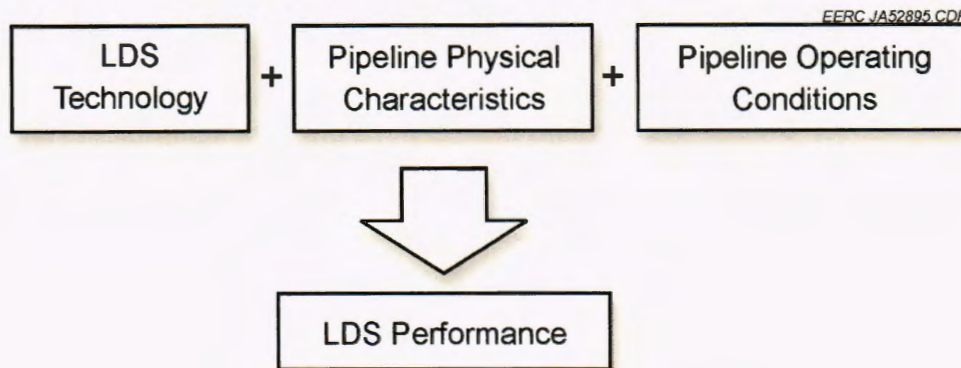 EERC JA52895.CDR
LDS
Technology
+
Pipeline Physical
Characteristics
+
Pipeline Operating
Conditions
LDS Performance